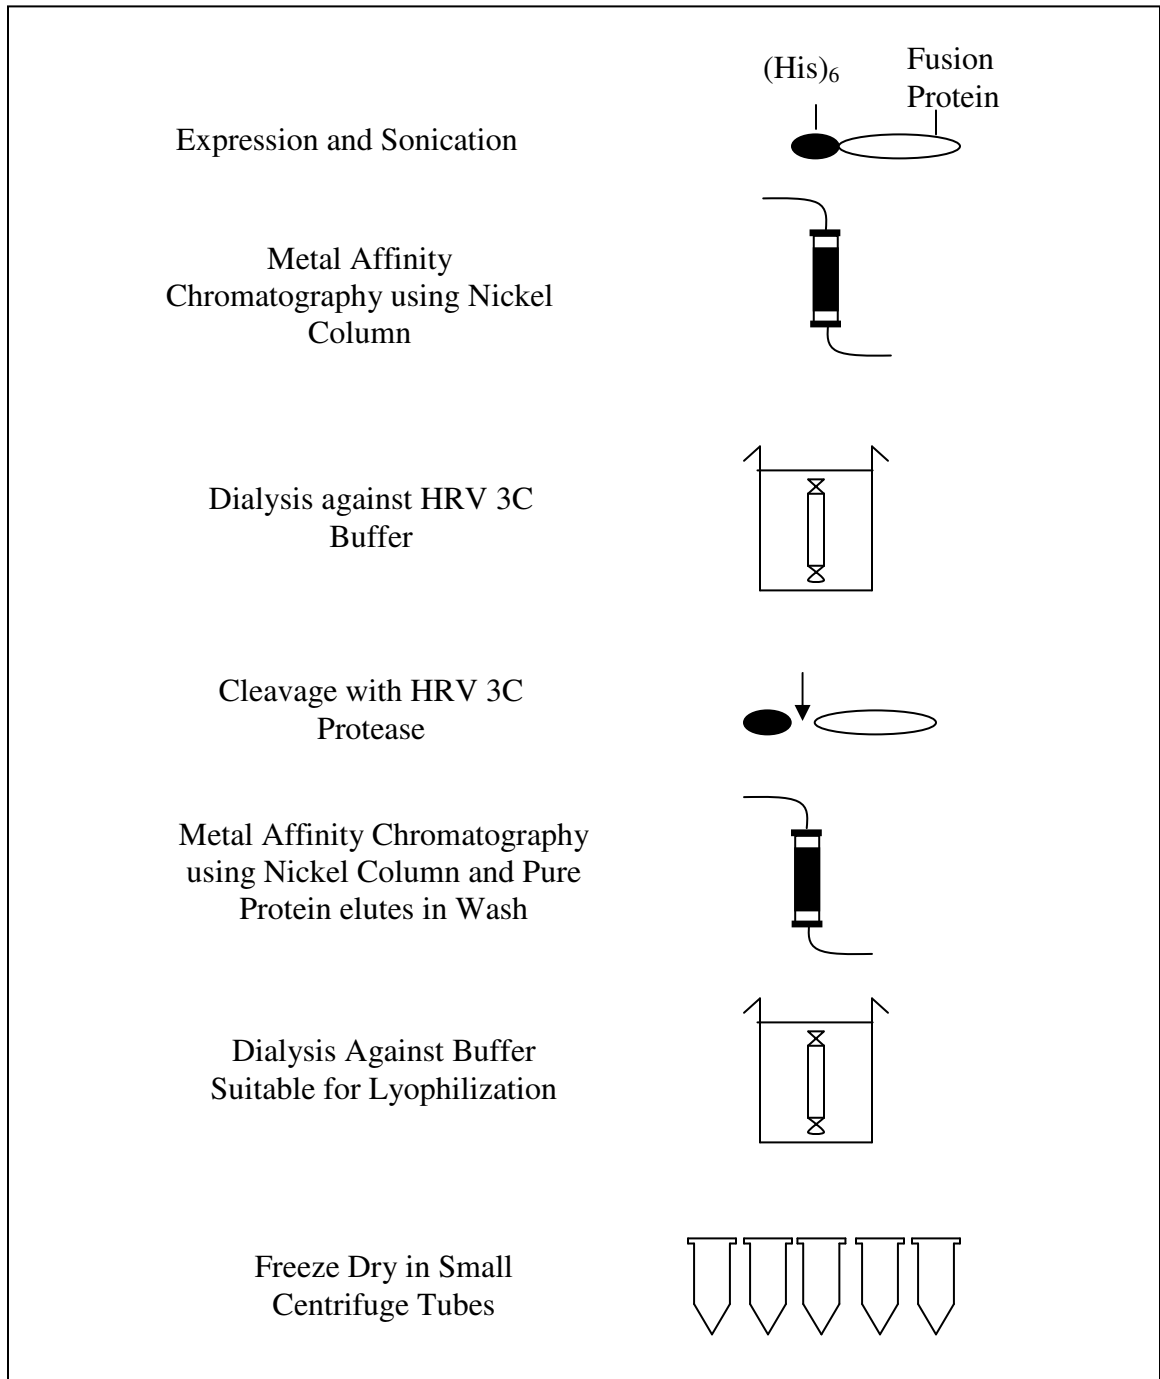 (His)₆
Fusion
Protein
Expression and Sonication
Metal Affinity
Chromatography using Nickel
Column
Dialysis against HRV 3C
Buffer
Cleavage with HRV 3C
Protease
Metal Affinity Chromatography
using Nickel Column and Pure
Protein elutes in Wash
Dialysis Against Buffer
Suitable for Lyophilization
Freeze Dry in Small
Centrifuge Tubes